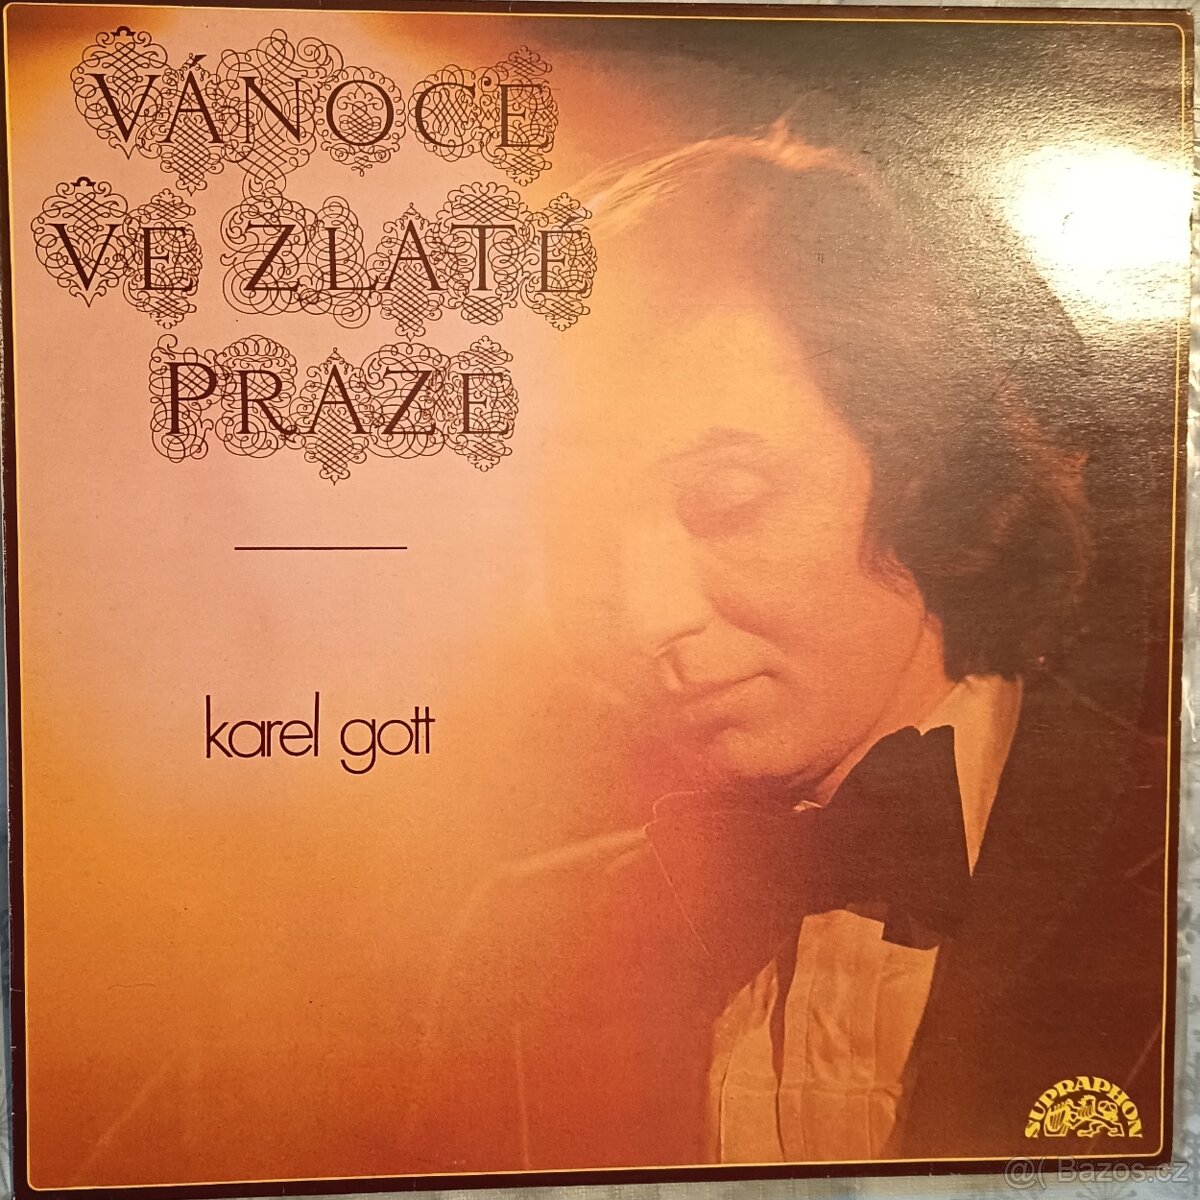 VÁNOCE
VE ZLATÉ
PRAZE
karel gott
SUPRAPHON
@( Bazos.cz